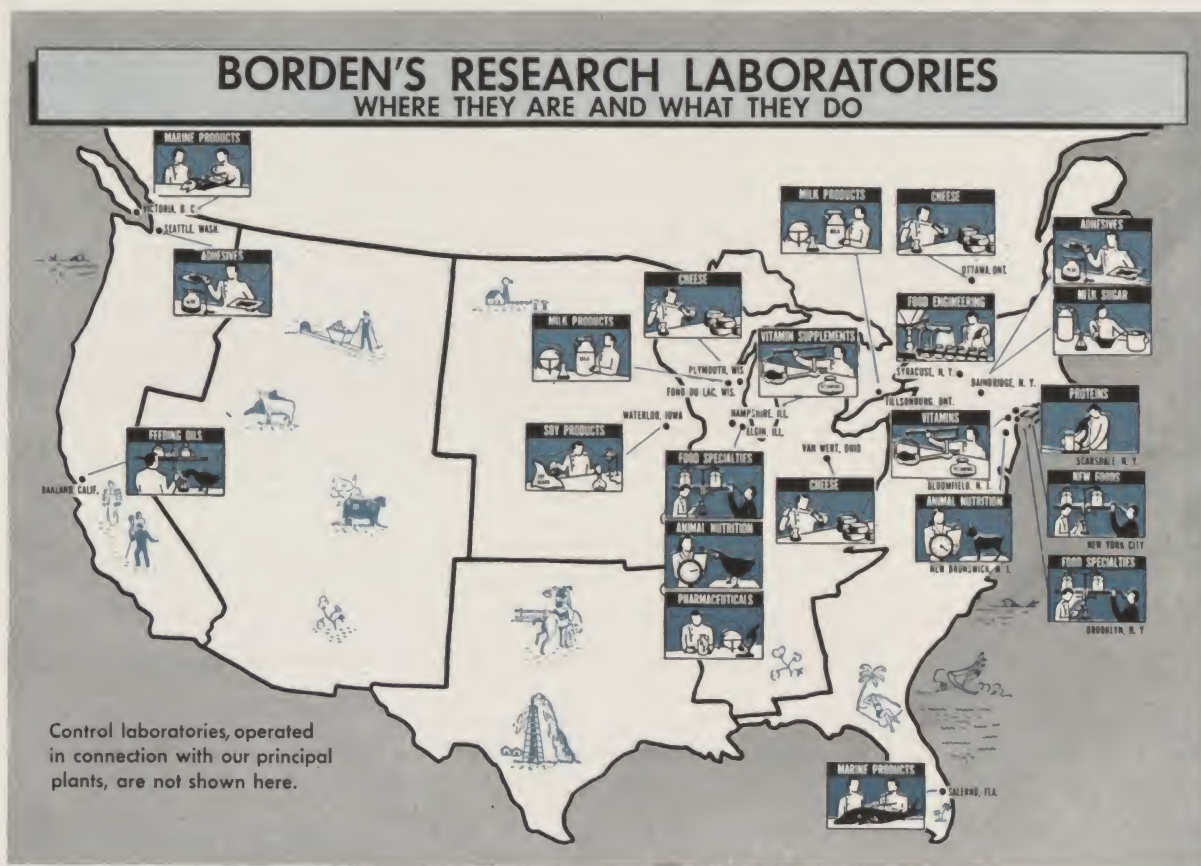 BORDEN'S RESEARCH LABORATORIES
WHERE THEY ARE AND WHAT THEY DO
MARINE PRODUCTS
VICTORIA, B. C.
SEATTLE, WASH.
ADHESIVES
MILK PRODUCTS
CHEESE
OTTAWA, ONT.
ADHESIVES
MILK SUGAR
FOOD ENGINEERING
SYRACUSE, N. Y.
BAINBRIDGE, N. Y.
CHEESE
MILK PRODUCTS
PLYMOUTH, WIS.
FOND DU LAC, WIS.
VITAMIN SUPPLEMENTS
TILLSONBURG, ONT.
WATERLOO, IOWA
HAMPSHIRE, ILL.
ELGIN, ILL.
SOY PRODUCTS
VAN WERT, OHIO
VITAMINS
BLOOMFIELD, N. J.
PROTEINS
SCARSDALE, N. Y.
FEEDING OILS
OAKLAND, CALIF.
FOOD SPECIALTIES
ANIMAL NUTRITION
PHARMACEUTICALS
CHEESE
ANIMAL NUTRITION
NEW BRUNSWICK, N. J.
NEW FOODS
NEW YORK CITY
FOOD SPECIALTIES
BROOKLYN, N. Y.
Control laboratories, operated
in connection with our principal
plants, are not shown here.
MARINE PRODUCTS
SALERNO, FLA.